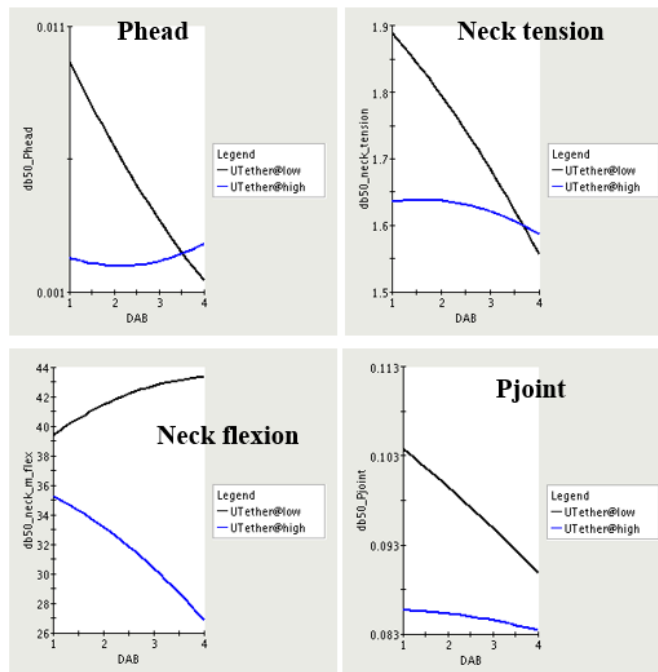 Phead
0.011
db50_Phead
0.001
1
2
3
4
DAB
Legend
UTether@low
UTether@high
Neck tension
1.9
1.8
1.7
1.6
1.5
db50_neck_tension
1
2
3
4
DAB
Legend
UTether@low
UTether@high
Neck flexion
44
42
40
38
36
34
32
30
28
26
db50_neck_m_flex
1
2
3
4
DAB
Legend
UTether@low
UTether@high
Pjoint
0.113
0.103
0.093
0.083
db50_Pjoint
1
2
3
4
DAB
Legend
UTether@low
UTether@high